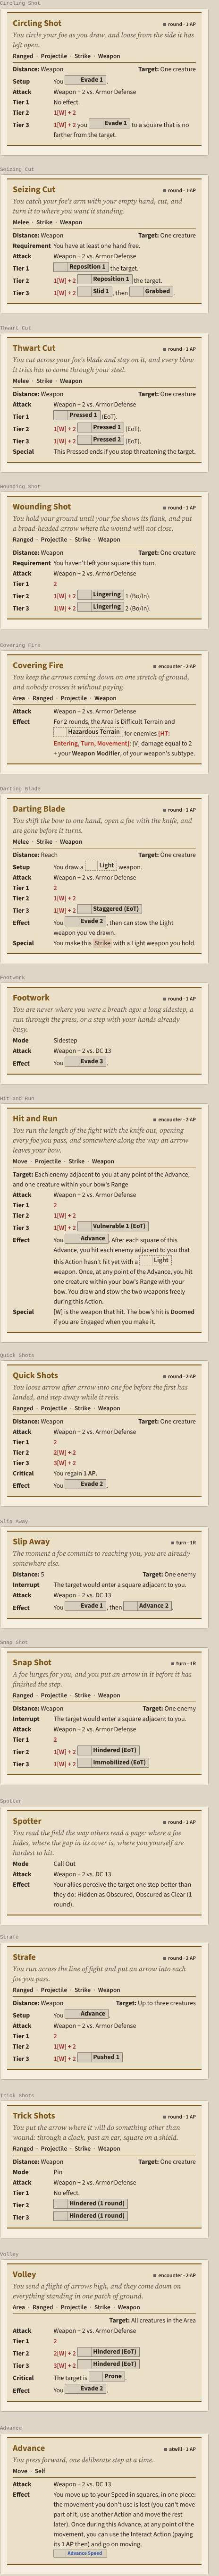 Circling Shot
Circling Shot ■ round · 1 AP
You circle your foe as you draw, and loose from the side it has
left open.
Ranged · Projectile · Strike · Weapon
Distance: Weapon Target: One creature
Setup You Evade 1.
Attack Weapon + 2 vs. Armor Defense
Tier 1 No effect.
Tier 2 1[W] + 2
Tier 3 1[W] + 2 you Evade 1 to a square that is no
farther from the target.
Seizing Cut
Seizing Cut ■ round · 1 AP
You catch your foe's arm with your empty hand, cut, and
turn it to where you want it standing.
Melee · Strike · Weapon
Distance: Weapon Target: One creature
Requirement You have at least one hand free.
Attack Weapon + 2 vs. Armor Defense
Tier 1 Reposition 1 the target.
Tier 2 1[W] + 2 Reposition 1 the target.
Tier 3 1[W] + 2 Slid 1, then Grabbed.
Thwart Cut
Thwart Cut ■ round · 1 AP
You cut across your foe's blade and stay on it, and every blow
it tries has to come through your steel.
Melee · Strike · Weapon
Distance: Weapon Target: One creature
Attack Weapon + 2 vs. Armor Defense
Tier 1 Pressed 1 (EoT).
Tier 2 1[W] + 2 Pressed 1 (EoT).
Tier 3 1[W] + 2 Pressed 2 (EoT).
Special This Pressed ends if you stop threatening the target.
Wounding Shot
Wounding Shot ■ round · 1 AP
You hold your ground until your foe shows its flank, and put
a broad-headed arrow where the wound will not close.
Ranged · Projectile · Strike · Weapon
Distance: Weapon Target: One creature
Requirement You haven't left your square this turn.
Attack Weapon + 2 vs. Armor Defense
Tier 1 2
Tier 2 1[W] + 2 Lingering 1 (Bo/In).
Tier 3 1[W] + 2 Lingering 2 (Bo/In).
Covering Fire
Covering Fire ■ encounter · 2 AP
You keep the arrows coming down on one stretch of ground,
and nobody crosses it without paying.
Area · Ranged · Projectile · Weapon
Attack Weapon + 2 vs. Armor Defense
Effect For 2 rounds, the Area is Difficult Terrain and
Hazardous Terrain for enemies [HT:
Entering, Turn, Movement]: [V] damage equal to 2
+ your Weapon Modifier, of your weapon's subtype.
Darting Blade
Darting Blade ■ round · 2 AP
You shift the bow to one hand, open a foe with the knife, and
are gone before it turns.
Melee · Strike · Weapon
Distance: Reach Target: One creature
Setup You draw a Light weapon.
Attack Weapon + 2 vs. Armor Defense
Tier 1 2
Tier 2 1[W] + 2
Tier 3 1[W] + 2 Staggered (EoT)
Effect You Evade 2, then can stow the Light
weapon you've drawn.
Special You make this Strike with a Light weapon you hold.
Footwork
Footwork ■ round · 1 AP
You are never where you were a breath ago: a long sidestep, a
run through the press, or a start with your hands already
busy.
Mode Sidestep
Attack Weapon + 2 vs. DC 13
Effect You Evade 3.
Hit and Run
Hit and Run ■ encounter · 2 AP
You run the length of the fight with the knife out, opening
every foe you pass, and somewhere along the way an arrow
leaves your bow.
Move · Projectile · Strike · Weapon
Target: Each enemy adjacent to you at any point of the Advance,
and one creature within your bow's Range
Attack Weapon + 2 vs. Armor Defense
Tier 1 2
Tier 2 1[W] + 2
Tier 3 1[W] + 2 Vulnerable 1 (EoT)
Effect You Advance. After each square of this
Advance, you hit each enemy adjacent to you that
this Action hasn't hit yet with a Light
weapon. Once, at any point of the Advance, you hit
one creature within your bow's Range with your
bow. You draw and stow the two weapons freely
during this Action.
Special [W] is the weapon that hit. The bow's hit is Doomed
if you are Engaged when you make it.
Quick Shots
Quick Shots ■ round · 2 AP
You loose arrow after arrow into one foe before the first has
landed, and step away while it reels.
Ranged · Projectile · Strike · Weapon
Distance: Weapon Target: One creature
Attack Weapon + 2 vs. Armor Defense
Tier 1 2
Tier 2 2[W] + 2
Tier 3 3[W] + 2
Critical You regain 1 AP.
Effect You Evade 2.
Slip Away
Slip Away ■ turn · 1R
The moment a foe commits to reaching you, you are already
somewhere else.
Distance: 5 Target: One enemy
Interrupt The target would enter a square adjacent to you.
Attack Weapon + 2 vs. DC 13
Effect You Evade 1, then Advance 2.
Snap Shot
Snap Shot ■ turn · 1R
A foe lunges for you, and you put an arrow in it before it has
finished the step.
Ranged · Projectile · Strike · Weapon
Distance: Weapon Target: One enemy
Interrupt The target would enter a square adjacent to you.
Attack Weapon + 2 vs. Armor Defense
Tier 1 2
Tier 2 1[W] + 2 Hindered (EoT)
Tier 3 1[W] + 2 Immobilized (EoT)
Spotter
Spotter ■ round · 1 AP
You read the field the way others read a page: where a foe
hides, where the gap in its cover is, where you yourself are
hardest to hit.
Mode Call Out
Attack Weapon + 2 vs. DC 13
Effect Your allies perceive the target one step better than
they do: Hidden as Obscured, Obscured as Clear (1
round).
Strafe
Strafe ■ round · 2 AP
You run across the line of fight and put an arrow into each
foe you pass.
Ranged · Projectile · Strike · Weapon
Distance: Weapon Target: Up to three creatures
Setup You Advance.
Attack Weapon + 2 vs. Armor Defense
Tier 1 2
Tier 2 1[W] + 2
Tier 3 1[W] + 2 Pushed 1
Trick Shots
Trick Shots ■ round · 1 AP
You put the arrow where it will do something other than
wound: through a cloak, past an ear, square on a shield.
Ranged · Projectile · Strike · Weapon
Distance: Weapon Target: One creature
Mode Pin
Attack Weapon + 2 vs. Armor Defense
Tier 1 No effect.
Tier 2 Hindered (1 round)
Tier 3 Hindered (1 round)
Volley
Volley ■ encounter · 2 AP
You send a flight of arrows high, and they come down on
everything standing in one patch of ground.
Area · Ranged · Projectile · Strike · Weapon
Target: All creatures in the Area
Attack Weapon + 2 vs. Armor Defense
Tier 1 2
Tier 2 2[W] + 2 Hindered (EoT)
Tier 3 3[W] + 2 Hindered (EoT)
Critical The target is Prone.
Effect You Evade 2.
Advance
Advance ■ atwill · 1 AP
You press forward, one deliberate step at a time.
Move · Self
Attack Weapon + 2 vs. DC 13
Effect You move up to your Speed in squares, in one piece:
the movement you don't use is lost (you can't move
part of it, use another Action and move the rest
later). Once during this Advance, at any point of the
movement, you can use the Interact Action (paying
its 1 AP then) and go on moving.
Advance Speed